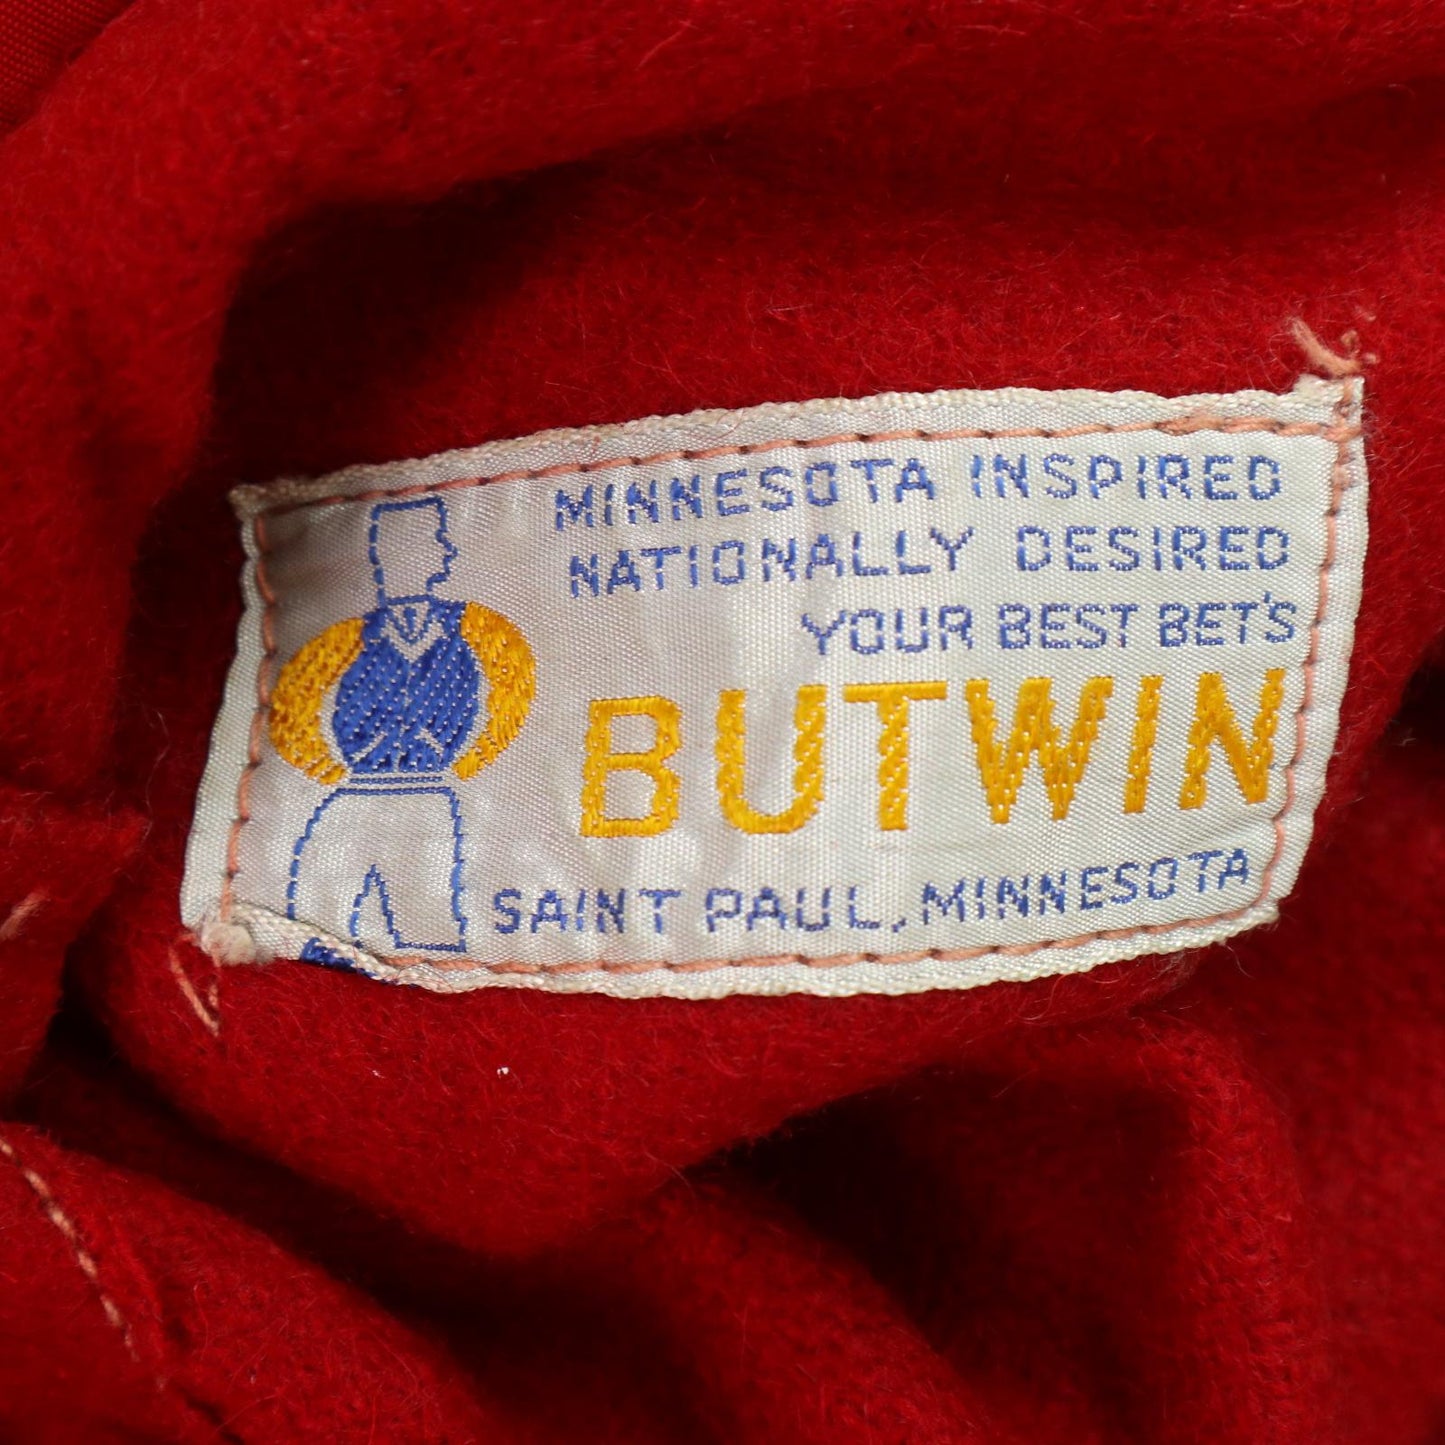 MINNESOTA INSPIRED
NATIONALLY DESIRED
YOUR BEST BET'S
BUTWIN
SAINT PAUL, MINNESOTA